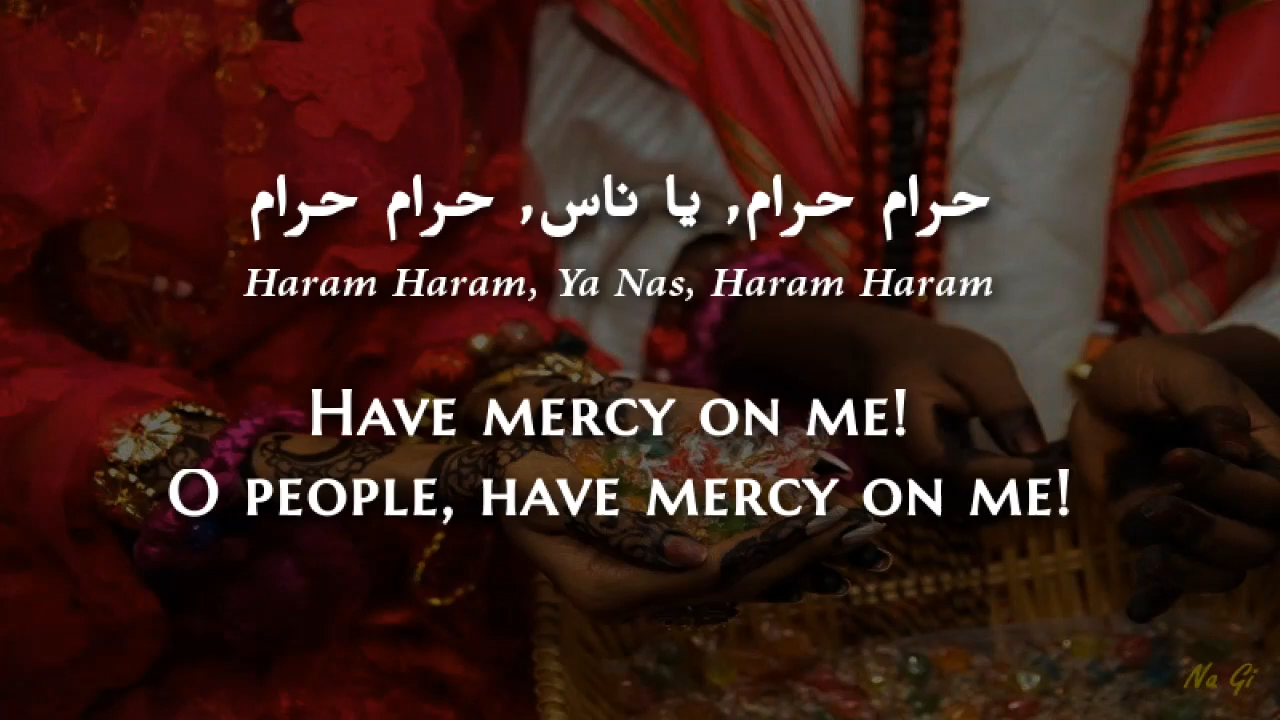 حرام حرام, يا ناس, حرام حرام
Haram Haram, Ya Nas, Haram Haram
Have mercy on me!
O people, have mercy on me!
Na Gi